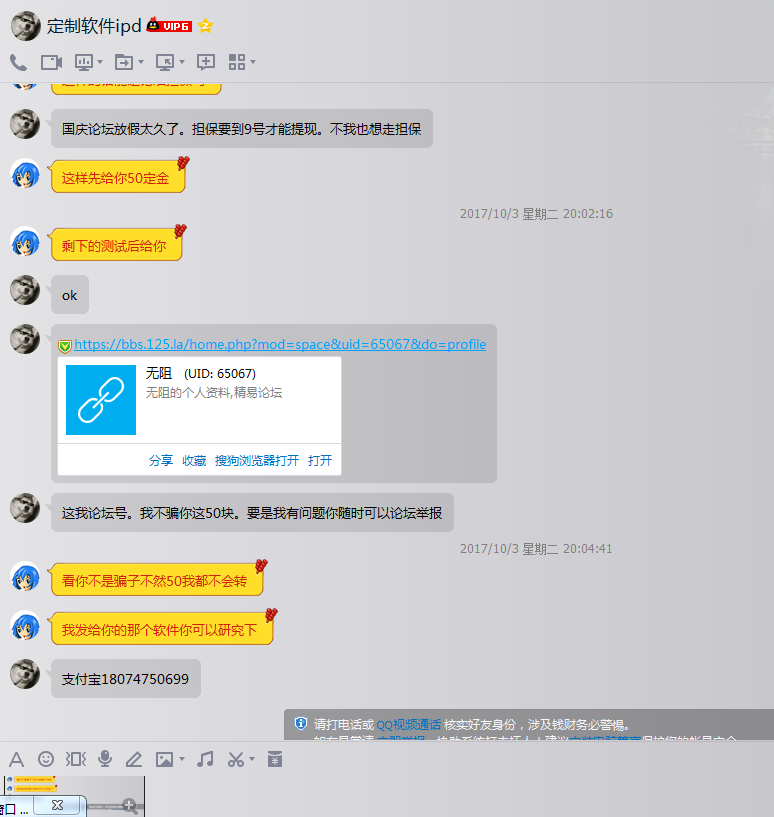 定制软件ipd VIP6
国庆论坛放假太久了。担保要到9号才能提现。不我也想走担保
这样先给你50定金
2017/10/3 星期二 20:02:16
剩下的测试后给你
ok
https://bbs.125.la/home.php?mod=space&uid=65067&do=profile
无阻 (UID: 65067)
无阻的个人资料,精易论坛
分享 收藏 搜狗浏览器打开 打开
这我论坛号。我不骗你这50块。要是我有问题你随时可以论坛举报
2017/10/3 星期二 20:04:41
看你不是骗子不然50我都不会转
我发给你的那个软件你可以研究下
支付宝18074750699
请打电话或QQ视频通话 核实好友身份，涉及钱财务必警惕。
窗口 ...